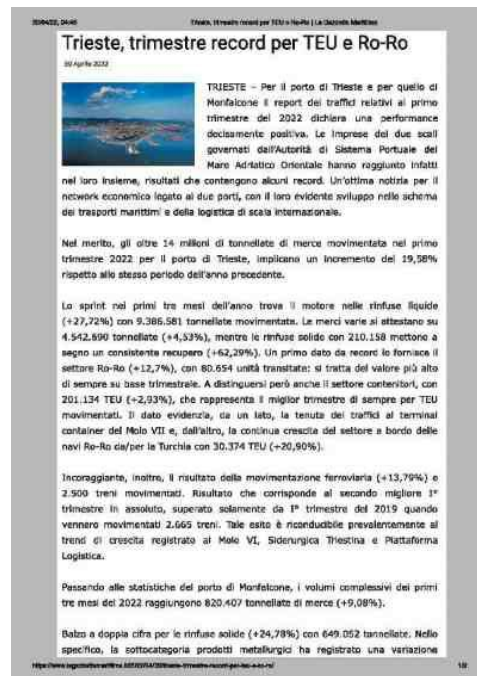 Trieste, trimestre record per TEU e Ro-Ro | La Gazzetta Marittima
Trieste, trimestre record per TEU e Ro-Ro
30 Aprile 2022
TRIESTE – Per il porto di Trieste e per quello di
Monfalcone il report dei traffici relativi al primo
trimestre del 2022 dichiara una performance
decisamente positiva. Le imprese dei due scali
governati dall'Autorità di Sistema Portuale del
Mare Adriatico Orientale hanno raggiunto infatti
nel loro insieme, risultati che contengono alcuni record. Un'ottima notizia per il
network economico legato ai due porti, con il loro evidente sviluppo nello schema
dei trasporti marittimi e della logistica di scala internazionale.
Nel merito, gli oltre 14 milioni di tonnellate di merce movimentata nel primo
trimestre 2022 per il porto di Trieste, implicano un incremento del 19,58%
rispetto allo stesso periodo dell'anno precedente.
Lo sprint nei primi tre mesi dell'anno trova il motore nelle rinfuse liquide
(+27,72%) con 9.386.581 tonnellate movimentate. Le merci varie si attestano su
4.542.690 tonnellate (+4,53%), mentre le rinfuse solide con 210.158 mettono a
segno un consistente recupero (+62,29%). Un primo dato da record lo fornisce il
settore Ro-Ro (+12,7%), con 80.654 unità transitate: si tratta del valore più alto
di sempre su base trimestrale. A distinguersi però anche il settore contenitori, con
201.134 TEU (+2,93%), che rappresenta il miglior trimestre di sempre per TEU
movimentati. Il dato evidenzia, da un lato, la tenuta dei traffici al terminal
container del Molo VII e, dall'altro, la continua crescita del settore a bordo delle
navi Ro-Ro da/per la Turchia con 30.374 TEU (+20,90%).
Incoraggiante, inoltre, il risultato della movimentazione ferroviaria (+13,79%) e
2.500 treni movimentati. Risultato che corrisponde al secondo migliore I°
trimestre in assoluto, superato solamente da I° trimestre del 2019 quando
vennero movimentati 2.665 treni. Tale esito è riconducibile prevalentemente al
trend di crescita registrato al Molo VI, Siderurgica Triestina e Piattaforma
Logistica.
Passando alle statistiche del porto di Monfalcone, i volumi complessivi dei primi
tre mesi del 2022 raggiungono 820.407 tonnellate di merce (+9,08%).
Balzo a doppia cifra per le rinfuse solide (+24,78%) con 649.052 tonnellate. Nello
specifico, la sottocategoria prodotti metallurgici ha registrato una variazione
1/2